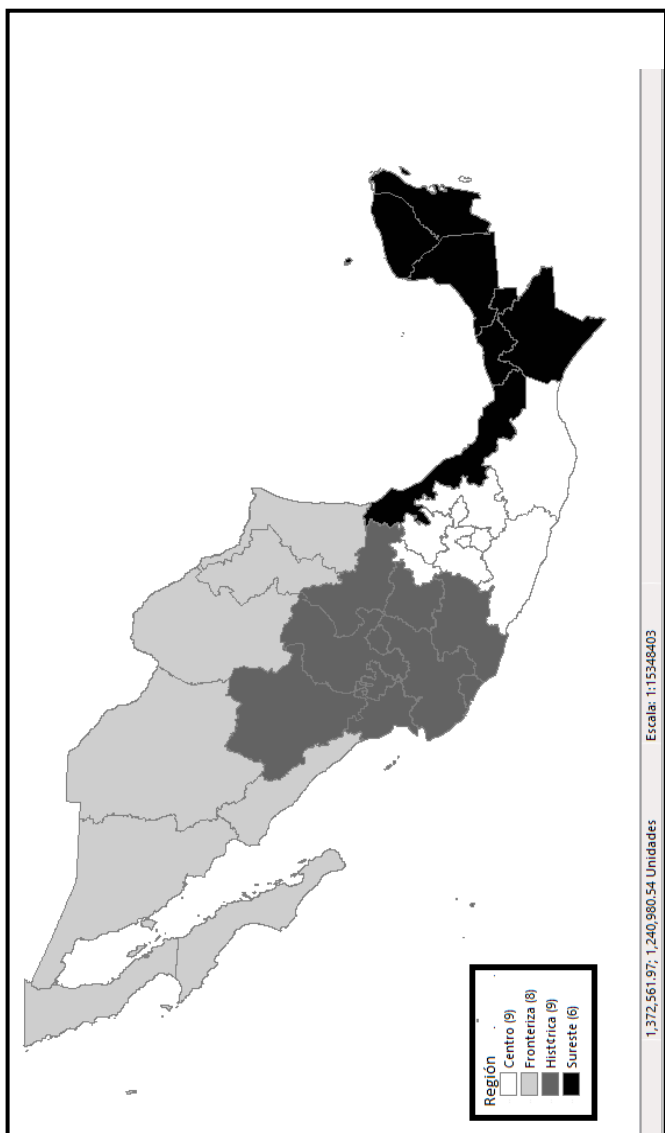 Región
Centro (9)
Fronteriza (8)
Hist¢rica (9)
Sureste (6)
1,372,561.97; 1,240,980.54 Unidades
Escala: 1:15348403